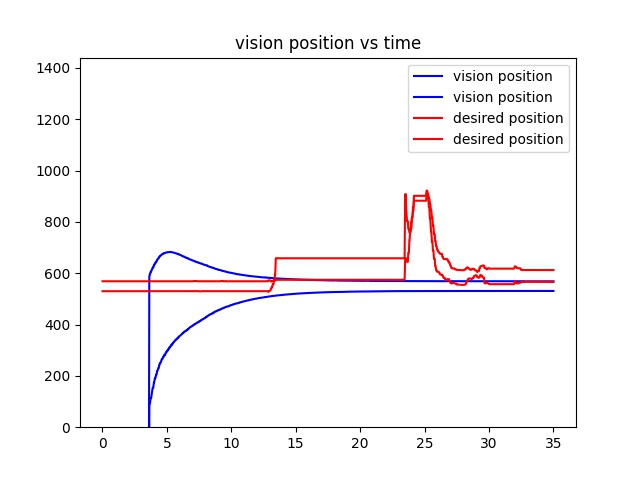 vision position vs time
1400
1200
1000
800
600
400
200
0
vision position
vision position
desired position
desired position
0 5 10 15 20 25 30 35